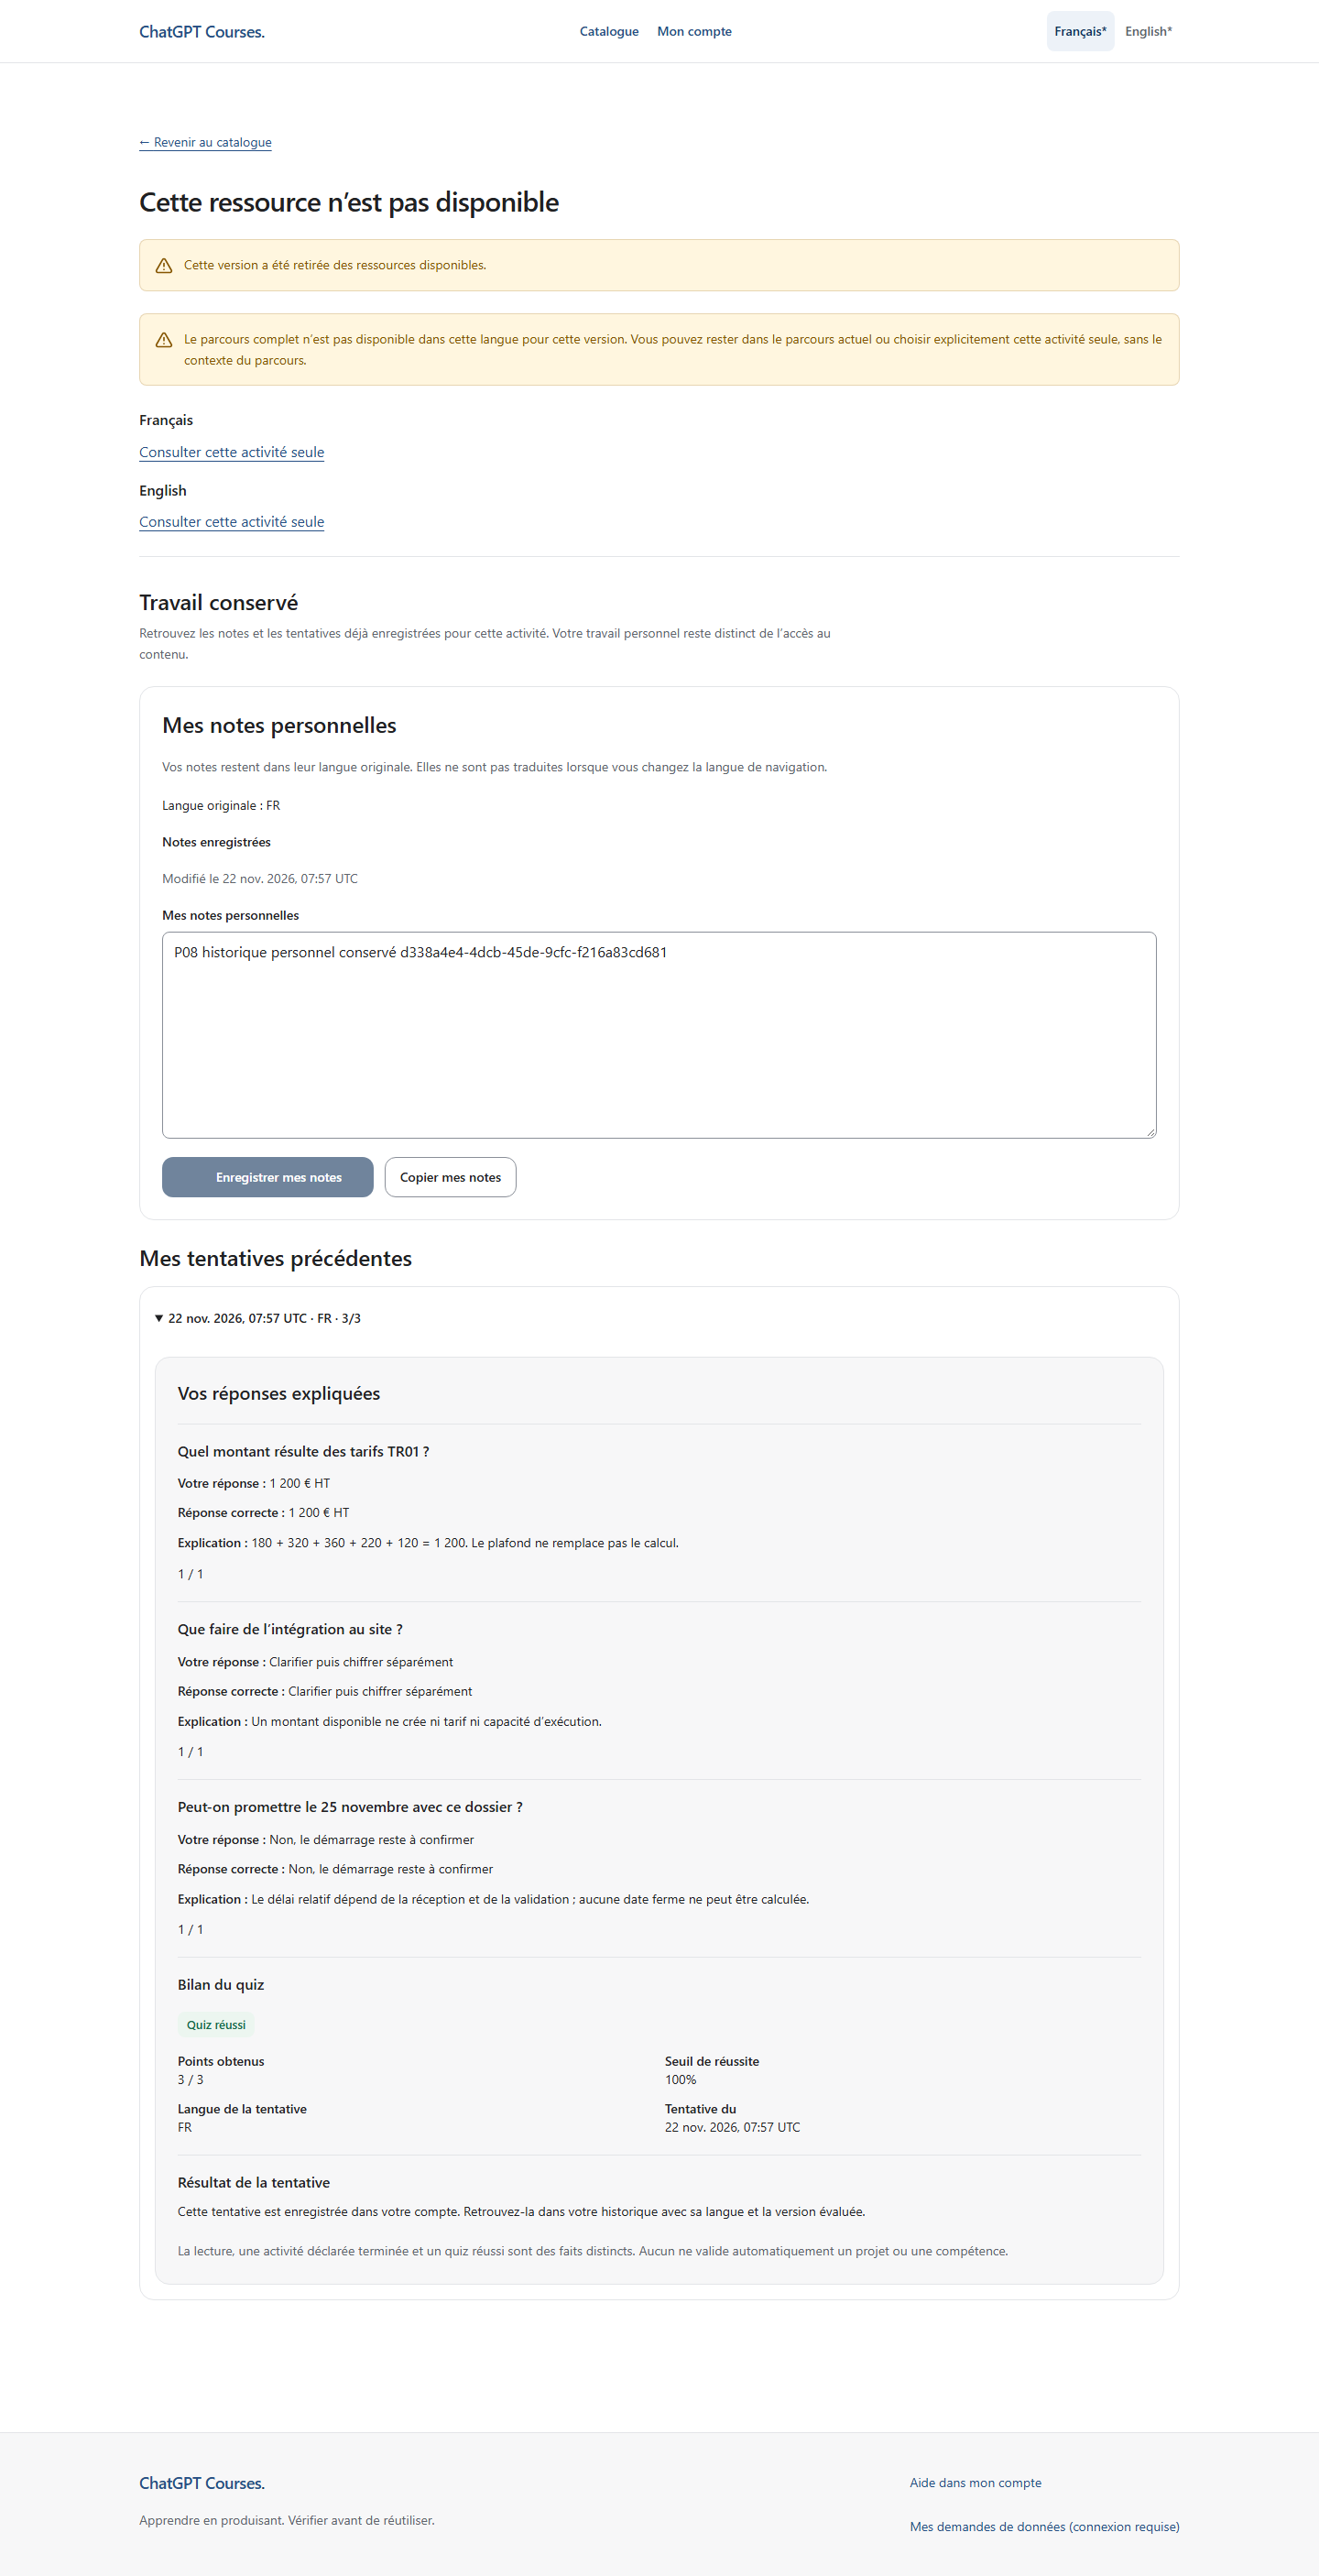 ChatGPT Courses.
Catalogue
Mon compte
Français*
English*
← Revenir au catalogue
Cette ressource n’est pas disponible
Cette version a été retirée des ressources disponibles.
Le parcours complet n’est pas disponible dans cette langue pour cette version. Vous pouvez rester dans le parcours actuel ou choisir explicitement cette activité seule, sans le
contexte du parcours.
Français
Consulter cette activité seule
English
Consulter cette activité seule
Travail conservé
Retrouvez les notes et les tentatives déjà enregistrées pour cette activité. Votre travail personnel reste distinct de l’accès au
contenu.
Mes notes personnelles
Vos notes restent dans leur langue originale. Elles ne sont pas traduites lorsque vous changez la langue de navigation.
Langue originale : FR
Notes enregistrées
Modifié le 22 nov. 2026, 07:57 UTC
Mes notes personnelles
P08 historique personnel conservé d338a4e4-4dcb-45de-9cfc-f216a83cd681
Enregistrer mes notes
Copier mes notes
Mes tentatives précédentes
▼ 22 nov. 2026, 07:57 UTC · FR · 3/3
Vos réponses expliquées
Quel montant résulte des tarifs TR01 ?
Votre réponse : 1 200 € HT
Réponse correcte : 1 200 € HT
Explication : 180 + 320 + 360 + 220 + 120 = 1 200. Le plafond ne remplace pas le calcul.
1 / 1
Que faire de l’intégration au site ?
Votre réponse : Clarifier puis chiffrer séparément
Réponse correcte : Clarifier puis chiffrer séparément
Explication : Un montant disponible ne crée ni tarif ni capacité d’exécution.
1 / 1
Peut-on promettre le 25 novembre avec ce dossier ?
Votre réponse : Non, le démarrage reste à confirmer
Réponse correcte : Non, le démarrage reste à confirmer
Explication : Le délai relatif dépend de la réception et de la validation ; aucune date ferme ne peut être calculée.
1 / 1
Bilan du quiz
Quiz réussi
Points obtenus
3 / 3
Seuil de réussite
100%
Langue de la tentative
FR
Tentative du
22 nov. 2026, 07:57 UTC
Résultat de la tentative
Cette tentative est enregistrée dans votre compte. Retrouvez-la dans votre historique avec sa langue et la version évaluée.
La lecture, une activité déclarée terminée et un quiz réussi sont des faits distincts. Aucun ne valide automatiquement un projet ou une compétence.
ChatGPT Courses.
Apprendre en produisant. Vérifier avant de réutiliser.
Aide dans mon compte
Mes demandes de données (connexion requise)